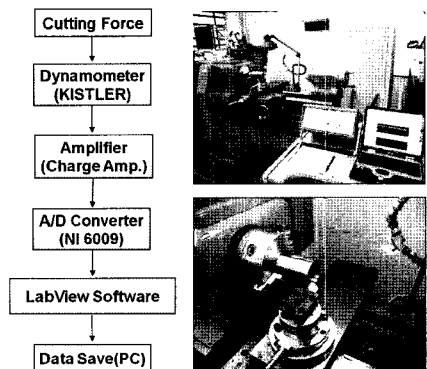 Cutting Force
Dynamometer
(KISTLER)
Amplifier
(Charge Amp.)
A/D Converter
(NI 6009)
LabView Software
Data Save(PC)